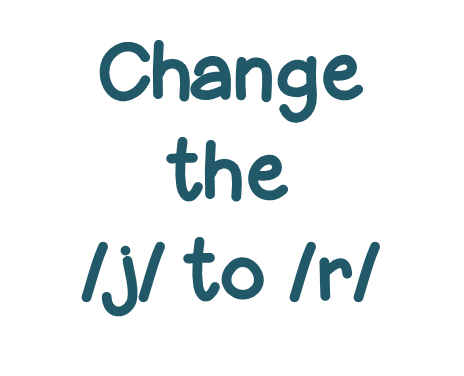 Change
the
/j/ to /r/